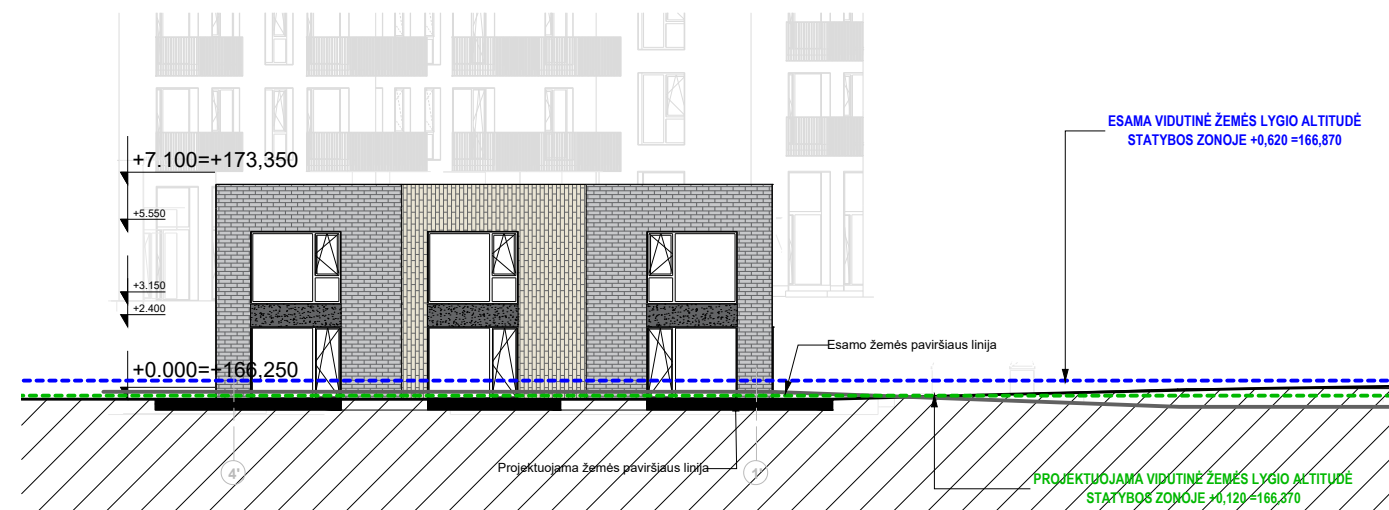 ESAMA VIDUTINĖ ŽEMĖS LYGIO ALTITUDĖ
STATYBOS ZONOJE +0,620 =166,870
+7.100=+173,350
+5.550
+3.150
+2.400
Esamo žemės paviršiaus linija
+0.000=+166,250
Projektuojama žemės paviršiaus linija
4'
1'
PROJEKTUOJAMA VIDUTINĖ ŽEMĖS LYGIO ALTITUDĖ
STATYBOS ZONOJE +0,120 =166,370